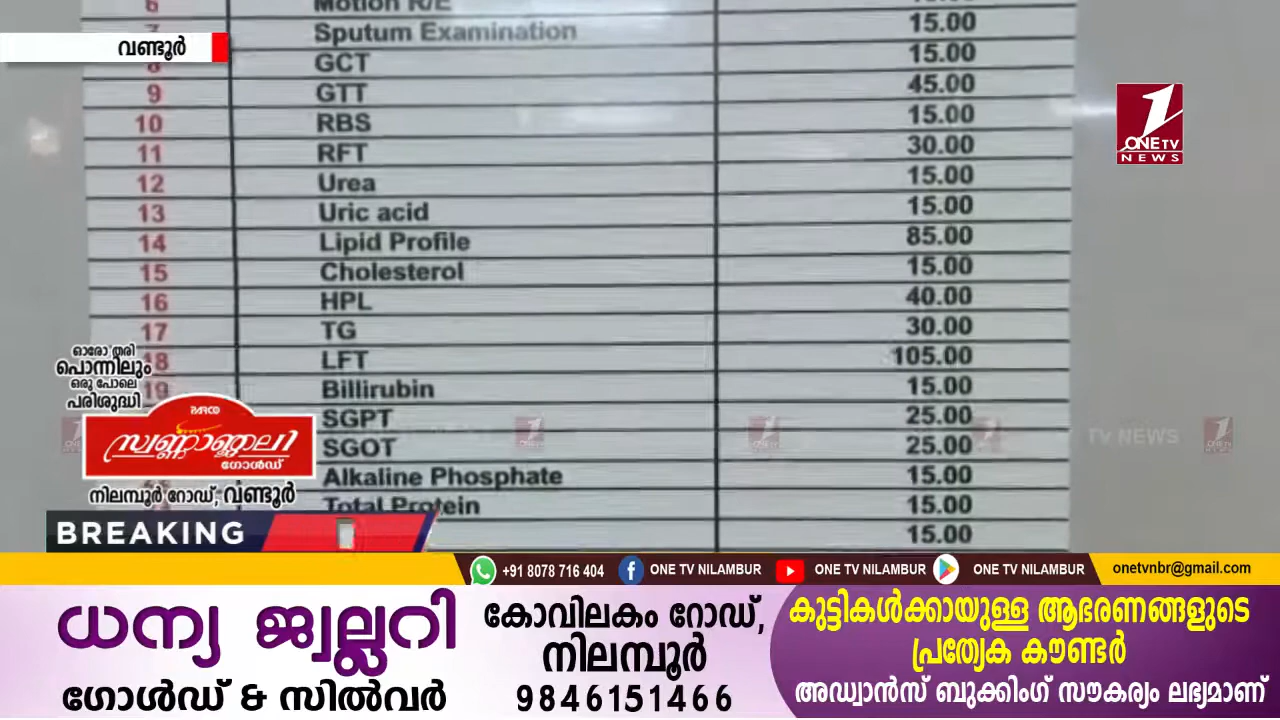 6 Motion R/E
7 Sputum Examination 15.00
8 GCT 15.00
9 GTT 45.00
10 RBS 15.00
11 RFT 30.00
12 Urea 15.00
13 Uric acid 15.00
14 Lipid Profile 85.00
15 Cholesterol 15.00
16 HPL 40.00
17 TG 30.00
18 LFT 105.00
19 Billirubin 15.00
SGPT 25.00
SGOT 25.00
Alkaline Phosphate 15.00
Total Protein 15.00
15.00
വണ്ടൂർ
1
ONE TV
NEWS
ഓരോ തരി
പൊന്നിലും
ഒരു പോലെ
പരിശുദ്ധി
സ്വർണ്ണാഞ്ജലി
ഗോൾഡ്
നിലമ്പൂർ റോഡ്, വണ്ടൂർ
TV NEWS
BREAKING
+91 8078 716 404 ONE TV NILAMBUR ONE TV NILAMBUR ONE TV NILAMBUR onetvnbr@gmail.com
ധന്യ ജ്വല്ലറി
ഗോൾഡ് & സിൽവർ
കോവിലകം റോഡ്,
നിലമ്പൂർ
9846151466
കുട്ടികൾക്കായുള്ള ആഭരണങ്ങളുടെ
പ്രത്യേക കൗണ്ടർ
അഡ്വാൻസ് ബുക്കിംഗ് സൗകര്യം ലഭ്യമാണ്